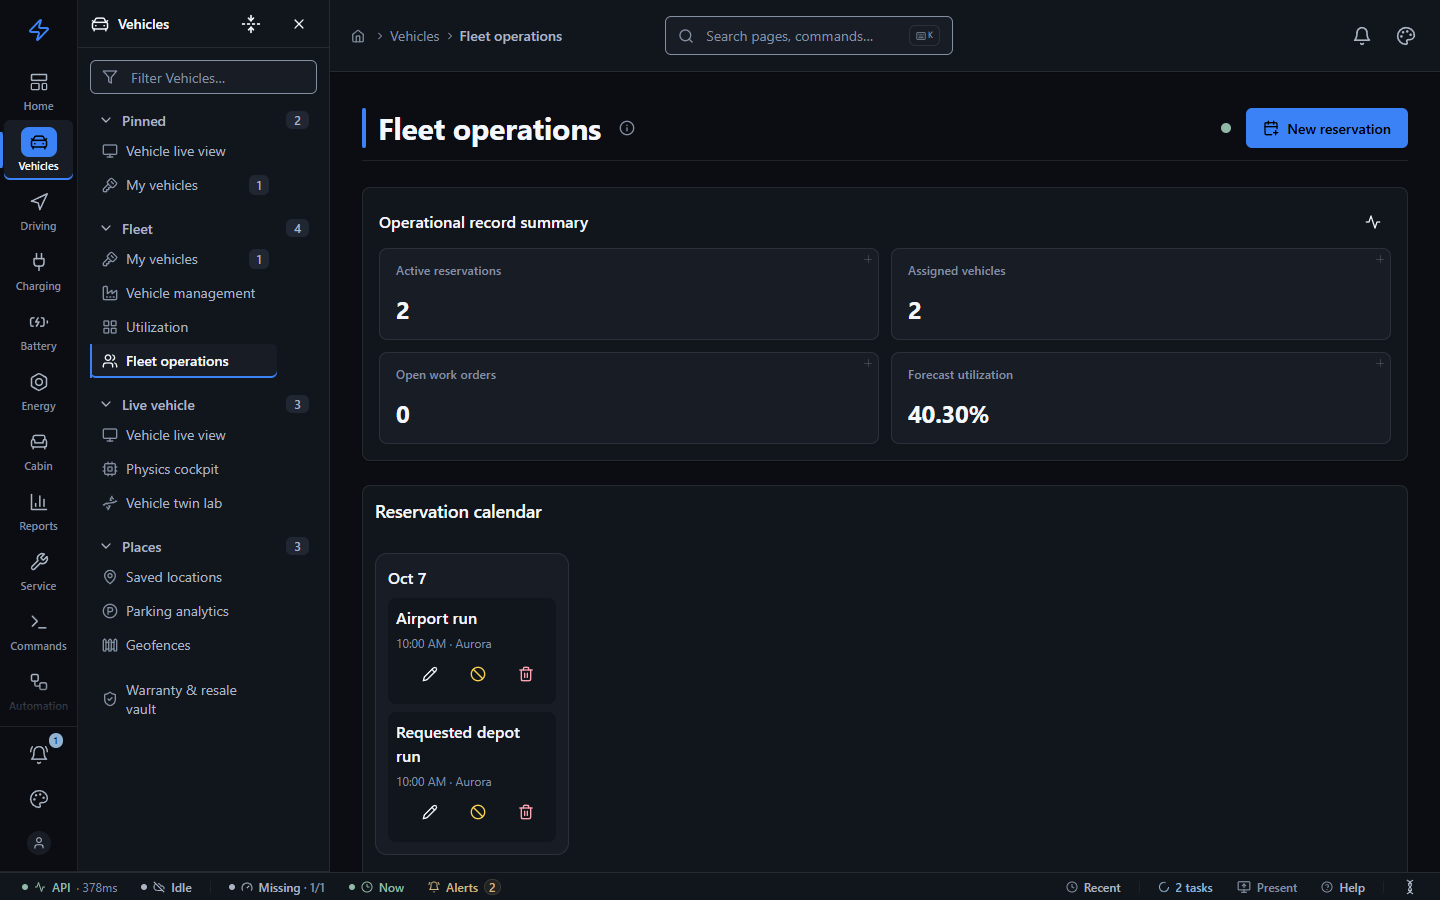 Vehicles
Filter Vehicles...
Pinned 2
Vehicle live view
My vehicles 1
Fleet 4
My vehicles 1
Vehicle management
Utilization
Fleet operations
Live vehicle 3
Vehicle live view
Physics cockpit
Vehicle twin lab
Places 3
Saved locations
Parking analytics
Geofences
Warranty & resale
vault
Home
Vehicles
Driving
Charging
Battery
Energy
Cabin
Reports
Service
Commands
Automation
1
Vehicles
Fleet operations
Search pages, commands...
K
Fleet operations
New reservation
Operational record summary
Active reservations
2
Assigned vehicles
2
Open work orders
0
Forecast utilization
40.30%
Reservation calendar
Oct 7
Airport run
10:00 AM · Aurora
Requested depot
run
10:00 AM · Aurora
API · 378ms
Idle
Missing · 1/1
Now
Alerts 2
Recent
2 tasks
Present
Help